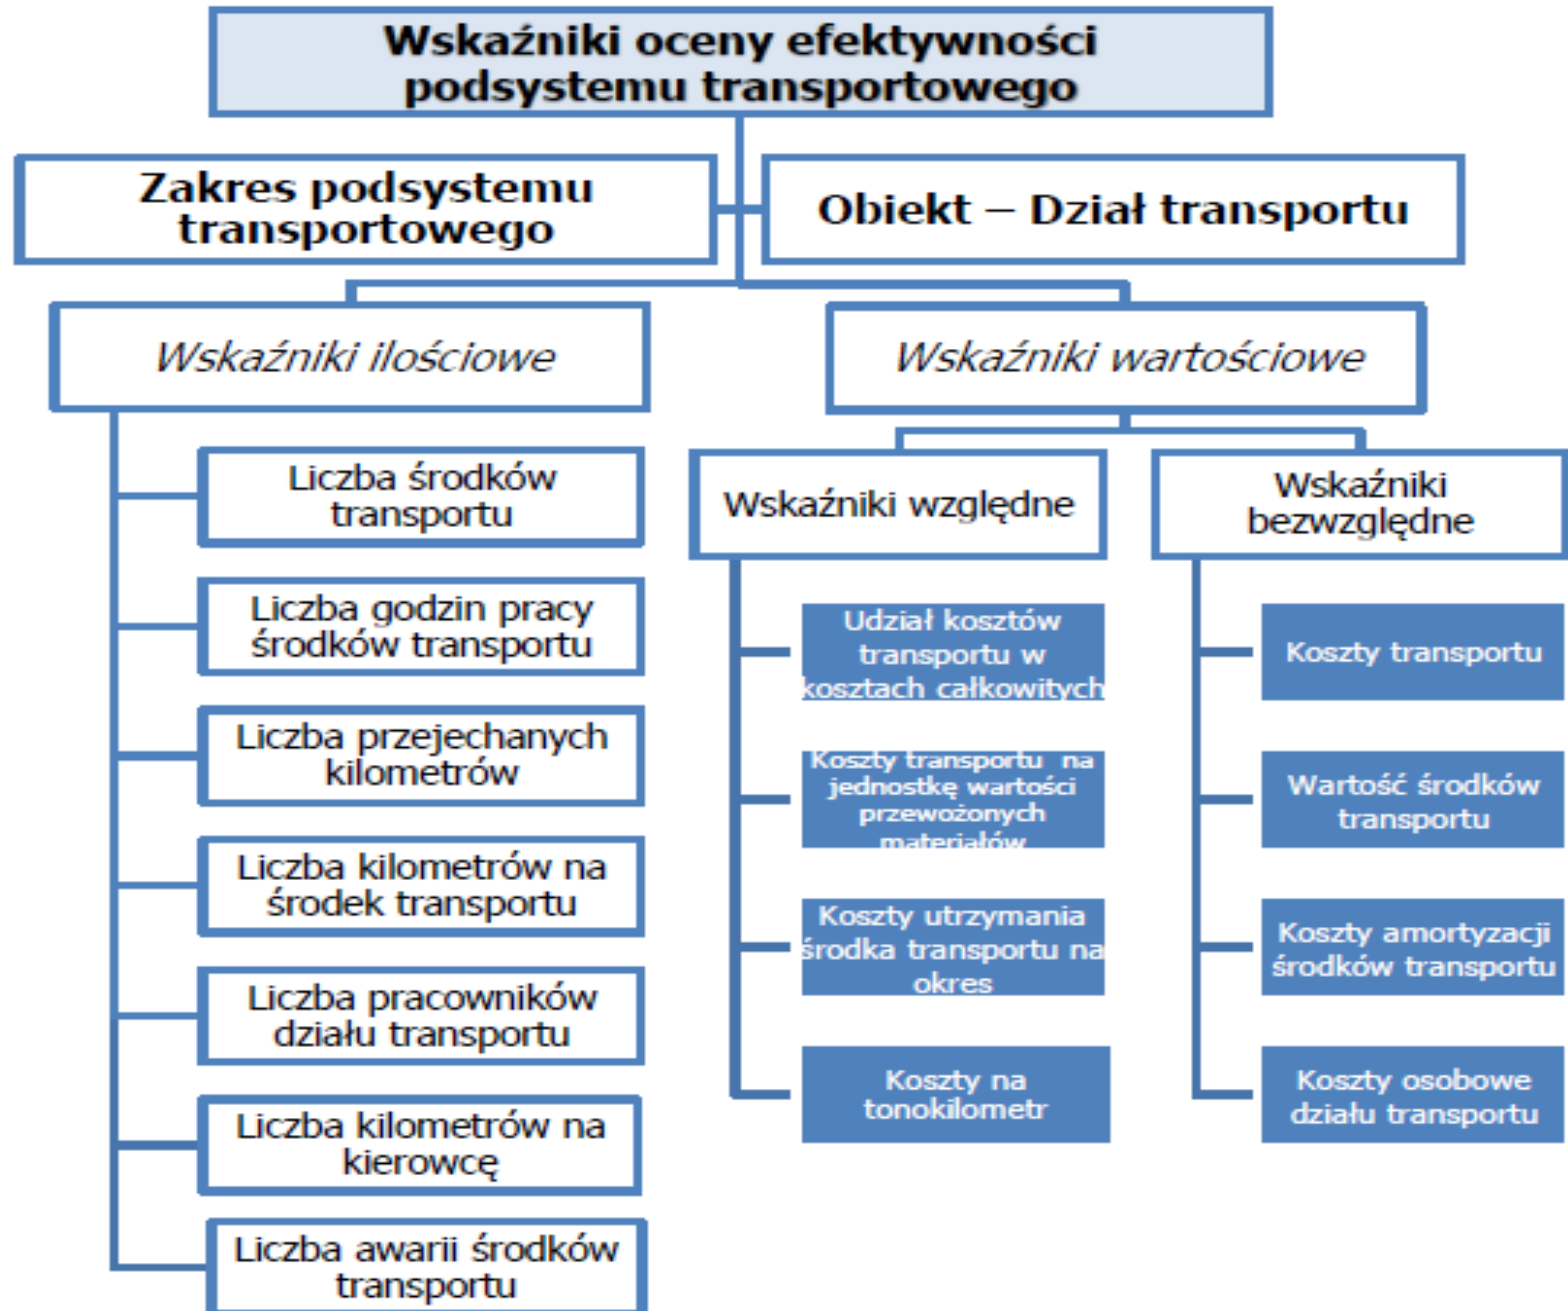 Wskaźniki oceny efektywności
podsystemu transportowego
Zakres podsystemu
transportowego
Obiekt – Dział transportu
Wskaźniki ilościowe
Liczba środków
transportu
Liczba godzin pracy
środków transportu
Liczba przejechanych
kilometrów
Liczba kilometrów na
środek transportu
Liczba pracowników
działu transportu
Liczba kilometrów na
kierowcę
Liczba awarii środków
transportu
Wskaźniki wartościowe
Wskaźniki względne
Udział kosztów
transportu w
kosztach całkowitych
Koszty transportu na
jednostkę wartości
przewożonych
materiałów
Koszty utrzymania
środka transportu na
okres
Koszty na
tonokilometr
Wskaźniki
bezwzględne
Koszty transportu
Wartość środków
transportu
Koszty amortyzacji
środków transportu
Koszty osobowe
działu transportu